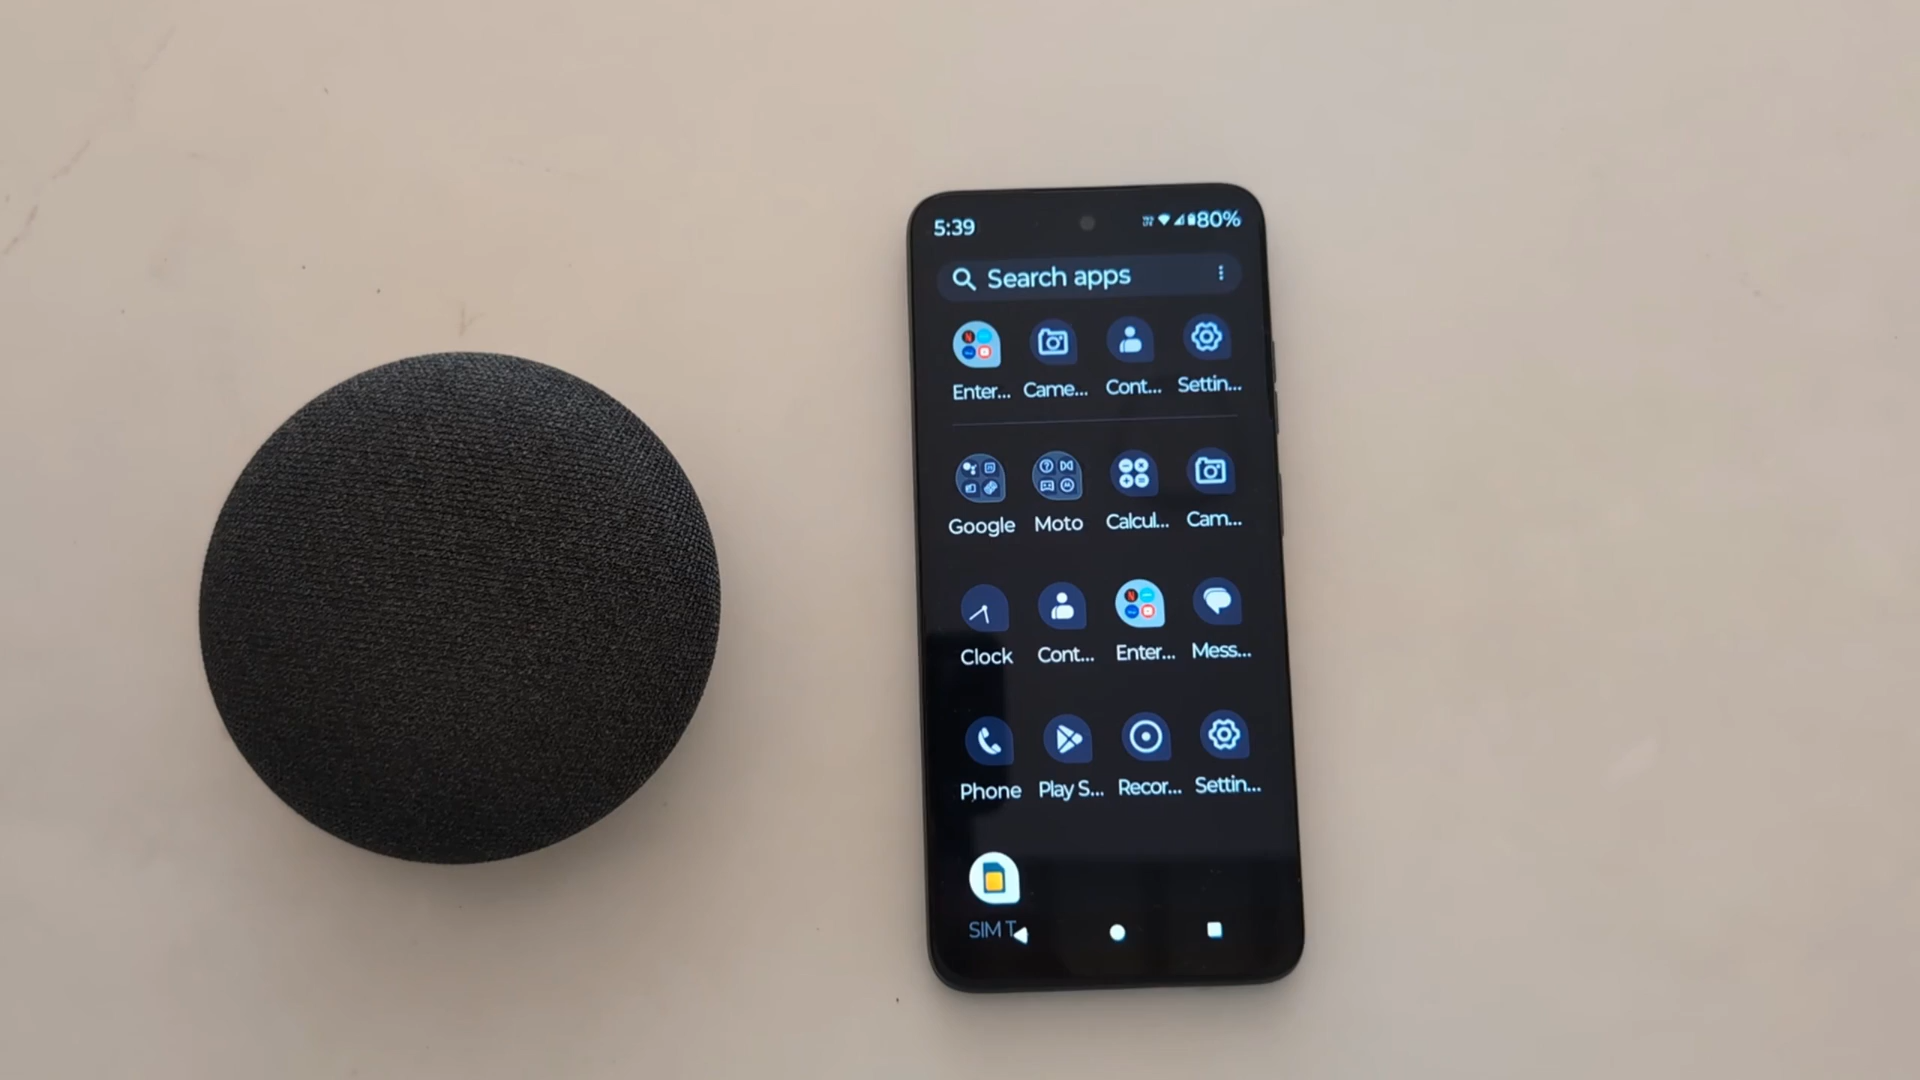 5:39 80%
Search apps
Enter... Came... Cont... Settin...
Google Moto Calcul... Cam...
Clock Cont... Enter... Mess...
Phone Play S... Recor... Settin...
SIM T